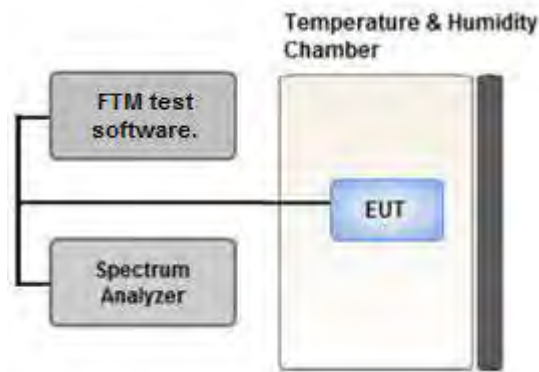 Temperature & Humidity
Chamber
FTM test
software.
EUT
Spectrum
Analyzer